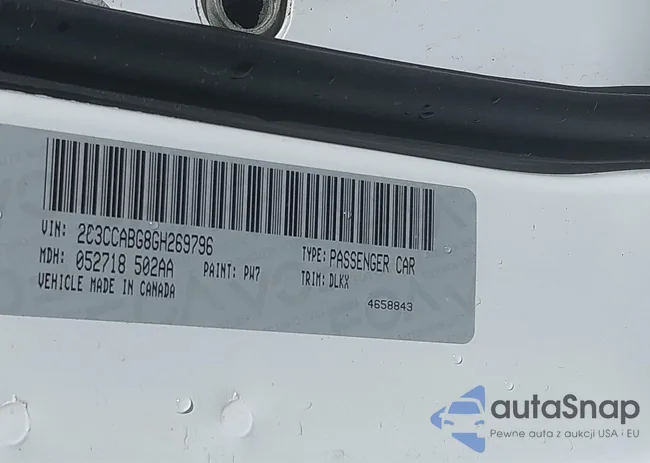 VIN: 2C3CCABG8GH269796
TYPE: PASSENGER CAR
MDH: 052718 502AA
PAINT: PW7
TRIM: DLKX
VEHICLE MADE IN CANADA
4658843
autaSnap
Pewne auta z aukcji USA i EU